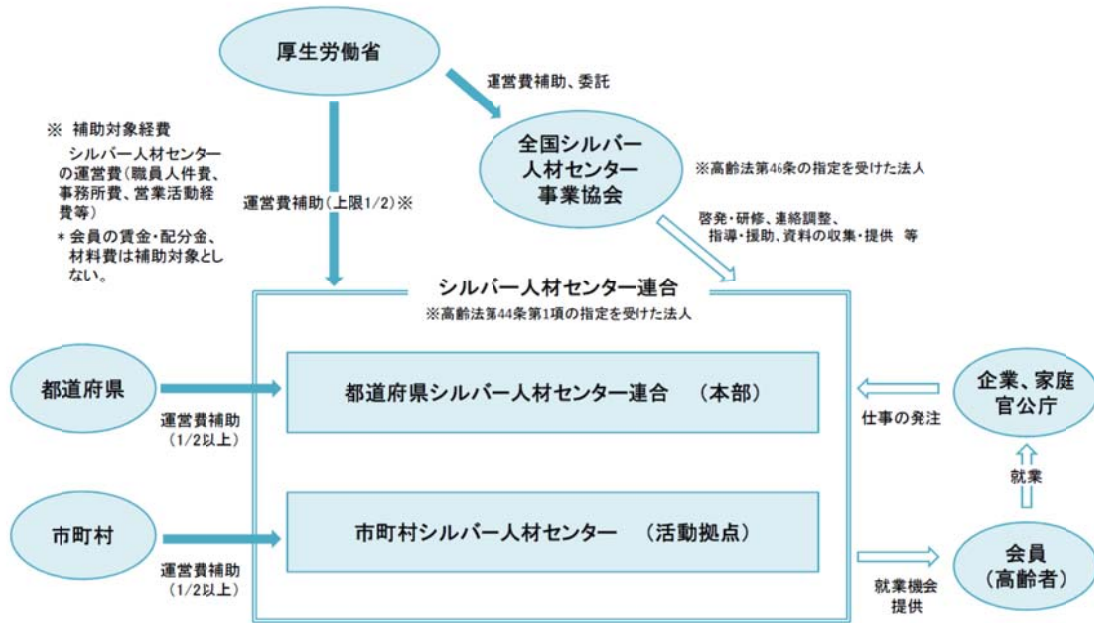 厚生労働省
運営費補助、委託
※ 補助対象経費
シルバー人材センター
の運営費(職員人件費、
事務所費、営業活動経
費等)
* 会員の賃金・配分金、
材料費は補助対象とし
ない。
運営費補助(上限1/2)※
全国シルバー
人材センター
事業協会
※高齢法第46条の指定を受けた法人
啓発・研修、連絡調整、
指導・援助、資料の収集・提供 等
シルバー人材センター連合
※高齢法第44条第1項の指定を受けた法人
都道府県
運営費補助
(1/2以上)
都道府県シルバー人材センター連合 (本部)
企業、家庭
官公庁
仕事の発注
就業
市町村
運営費補助
(1/2以上)
市町村シルバー人材センター (活動拠点)
会員
(高齢者)
就業機会
提供